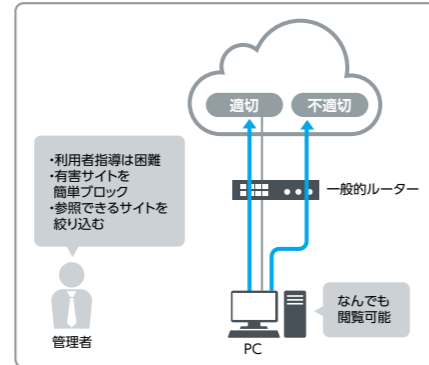 適切
不適切
・利用者指導は困難
・有害サイトを
簡単ブロック
・参照できるサイトを
絞り込む
一般的ルーター
なんでも
閲覧可能
管理者
PC